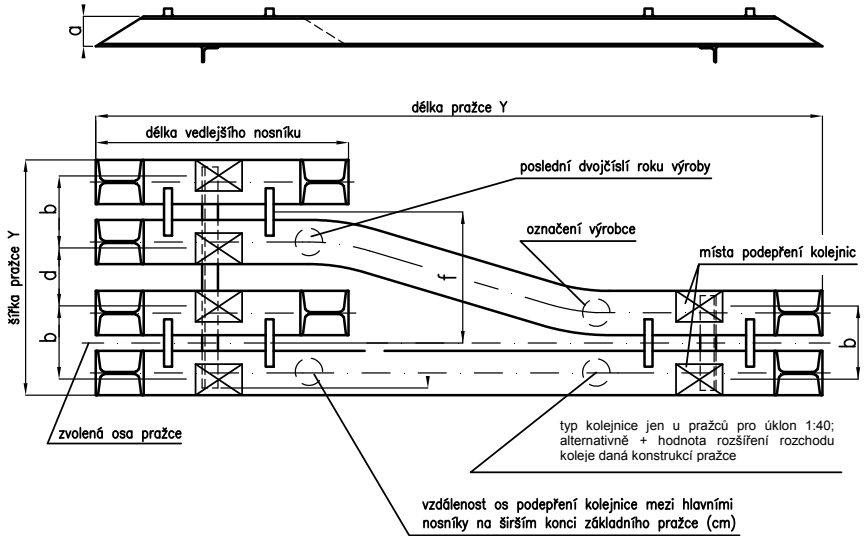 a
délka pražce Y
délka vedlejšího nosníku
poslední dvojčíslí roku výroby
označení výrobce
místa podepření kolejnic
šířka pražce Y
b
d
b
f
b
zvolená osa pražce
typ kolejnice jen u pražců pro úklon 1:40;
alternativně + hodnota rozšíření rozchodu
koleje daná konstrukcí pražce
vzdálenost os podepření kolejnice mezi hlavními
nosníky na širším konci základního pražce (cm)